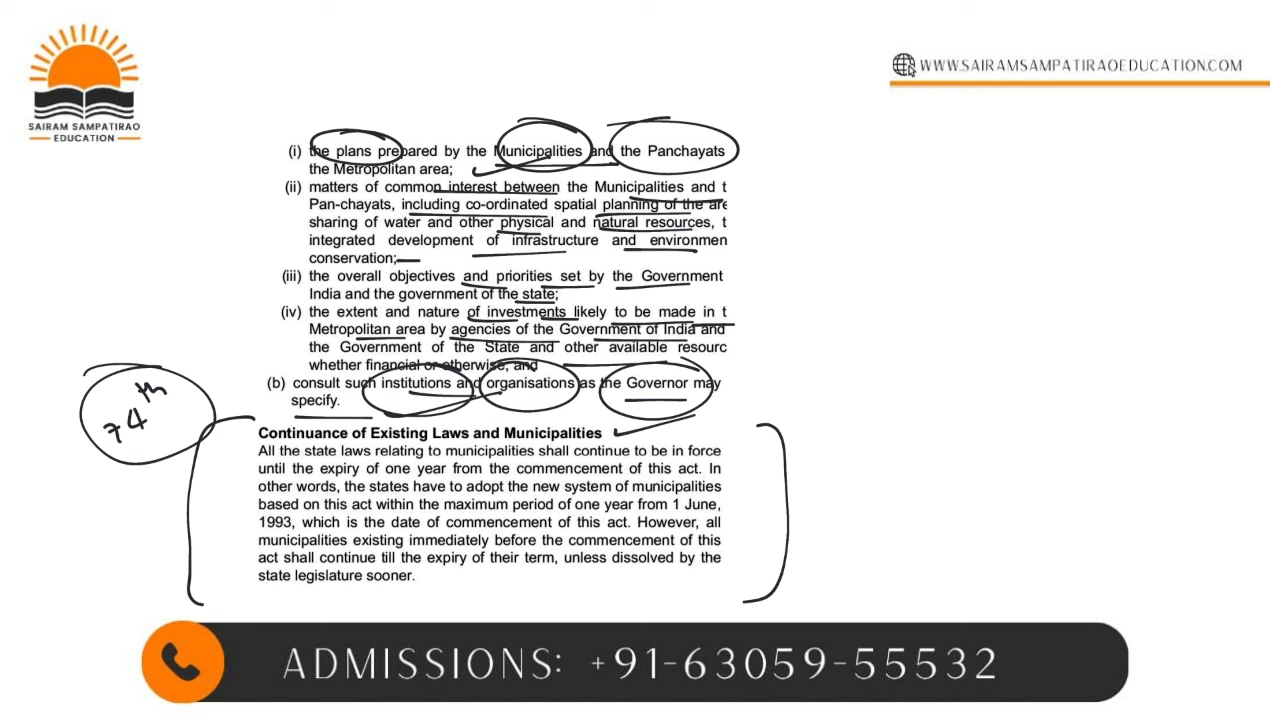 SAIRAM SAMPATIRAO
EDUCATION
WWW.SAIRAMSAMPATIRAOEDUCATION.COM
(i) the plans prepared by the Municipalities and the Panchayats
the Metropolitan area;
(ii) matters of common interest between the Municipalities and t
Pan-chayats, including co-ordinated spatial planning of the are
sharing of water and other physical and natural resources, t
integrated development of infrastructure and environmen
conservation;
(iii) the overall objectives and priorities set by the Government
India and the government of the state;
(iv) the extent and nature of investments likely to be made in t
Metropolitan area by agencies of the Government of India and
the Government of the State and other available resourc
whether financial or otherwise; and
(b) consult such institutions and organisations as the Governor may
specify.
74th
Continuance of Existing Laws and Municipalities
All the state laws relating to municipalities shall continue to be in force
until the expiry of one year from the commencement of this act. In
other words, the states have to adopt the new system of municipalities
based on this act within the maximum period of one year from 1 June,
1993, which is the date of commencement of this act. However, all
municipalities existing immediately before the commencement of this
act shall continue till the expiry of their term, unless dissolved by the
state legislature sooner.
ADMISSIONS: +91-63059-55532